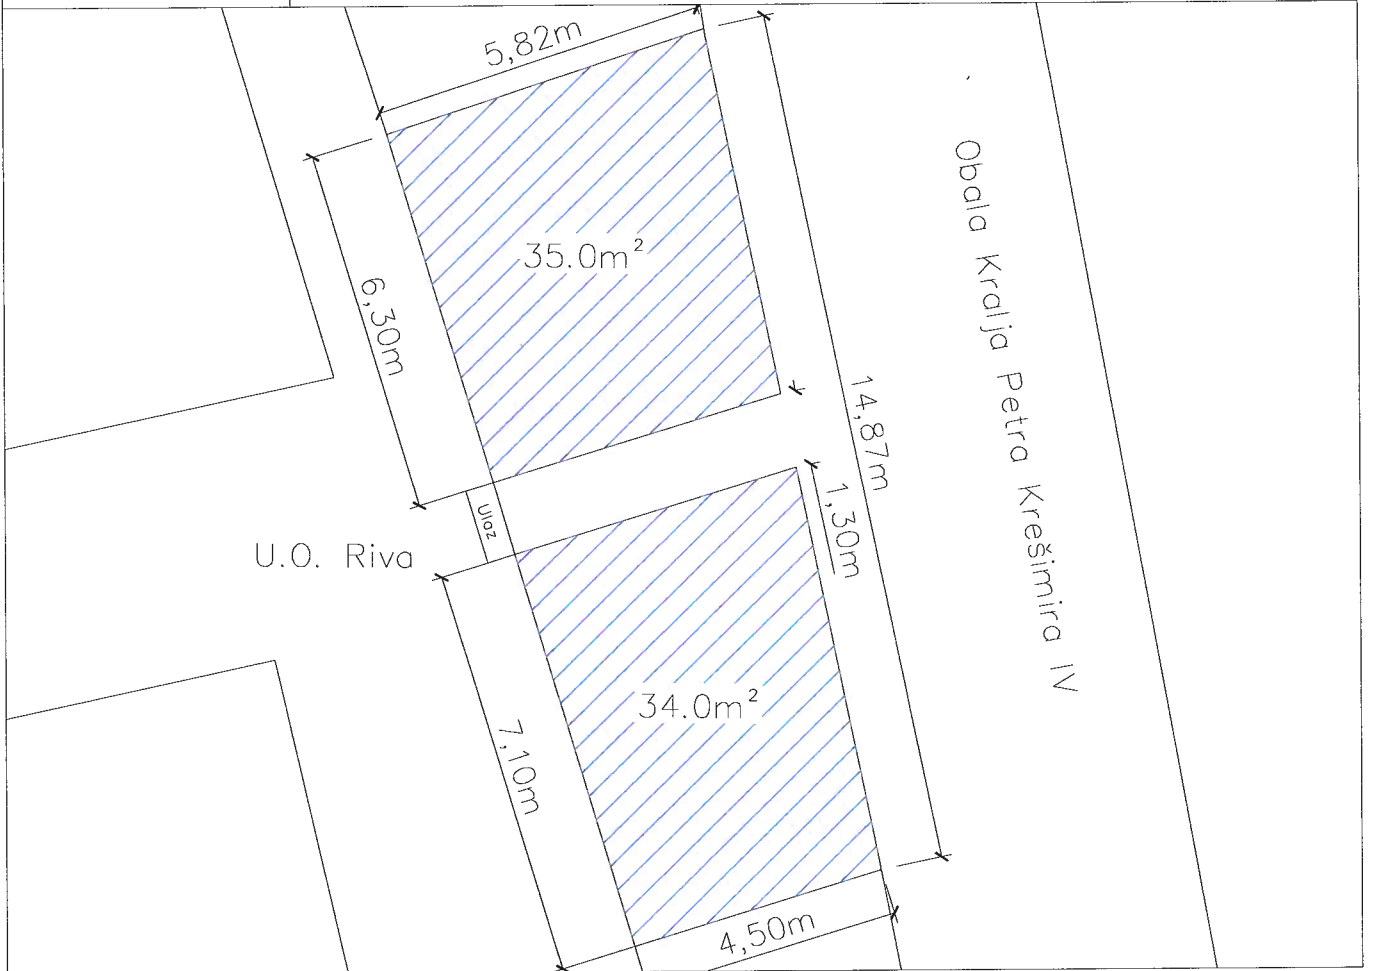 5,82m
35.0m²
6,30m
14,87m
Obala Kralja Petra Krešimira IV
Ulaz
1,30m
U.O. Riva
34.0m²
7,10m
4,50m